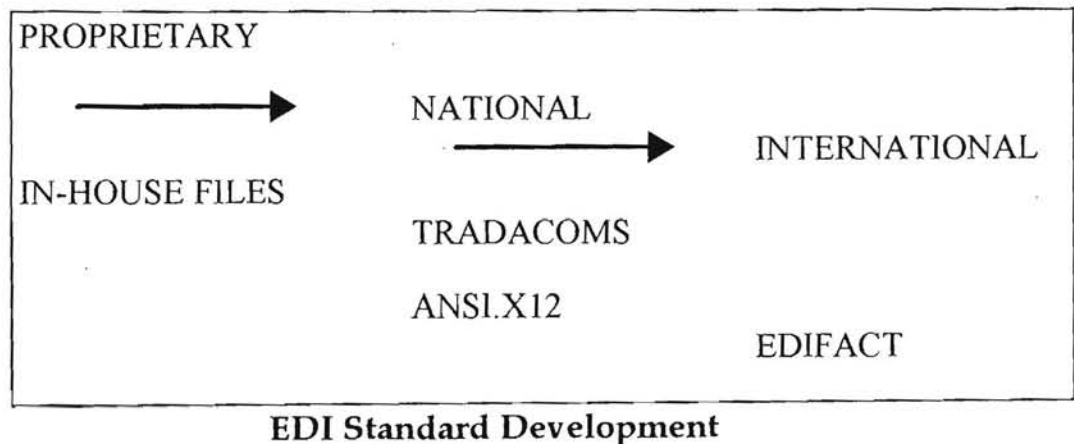 PROPRIETARY
NATIONAL
INTERNATIONAL
IN-HOUSE FILES
TRADACOMS
ANSI.X12
EDIFACT
EDI Standard Development